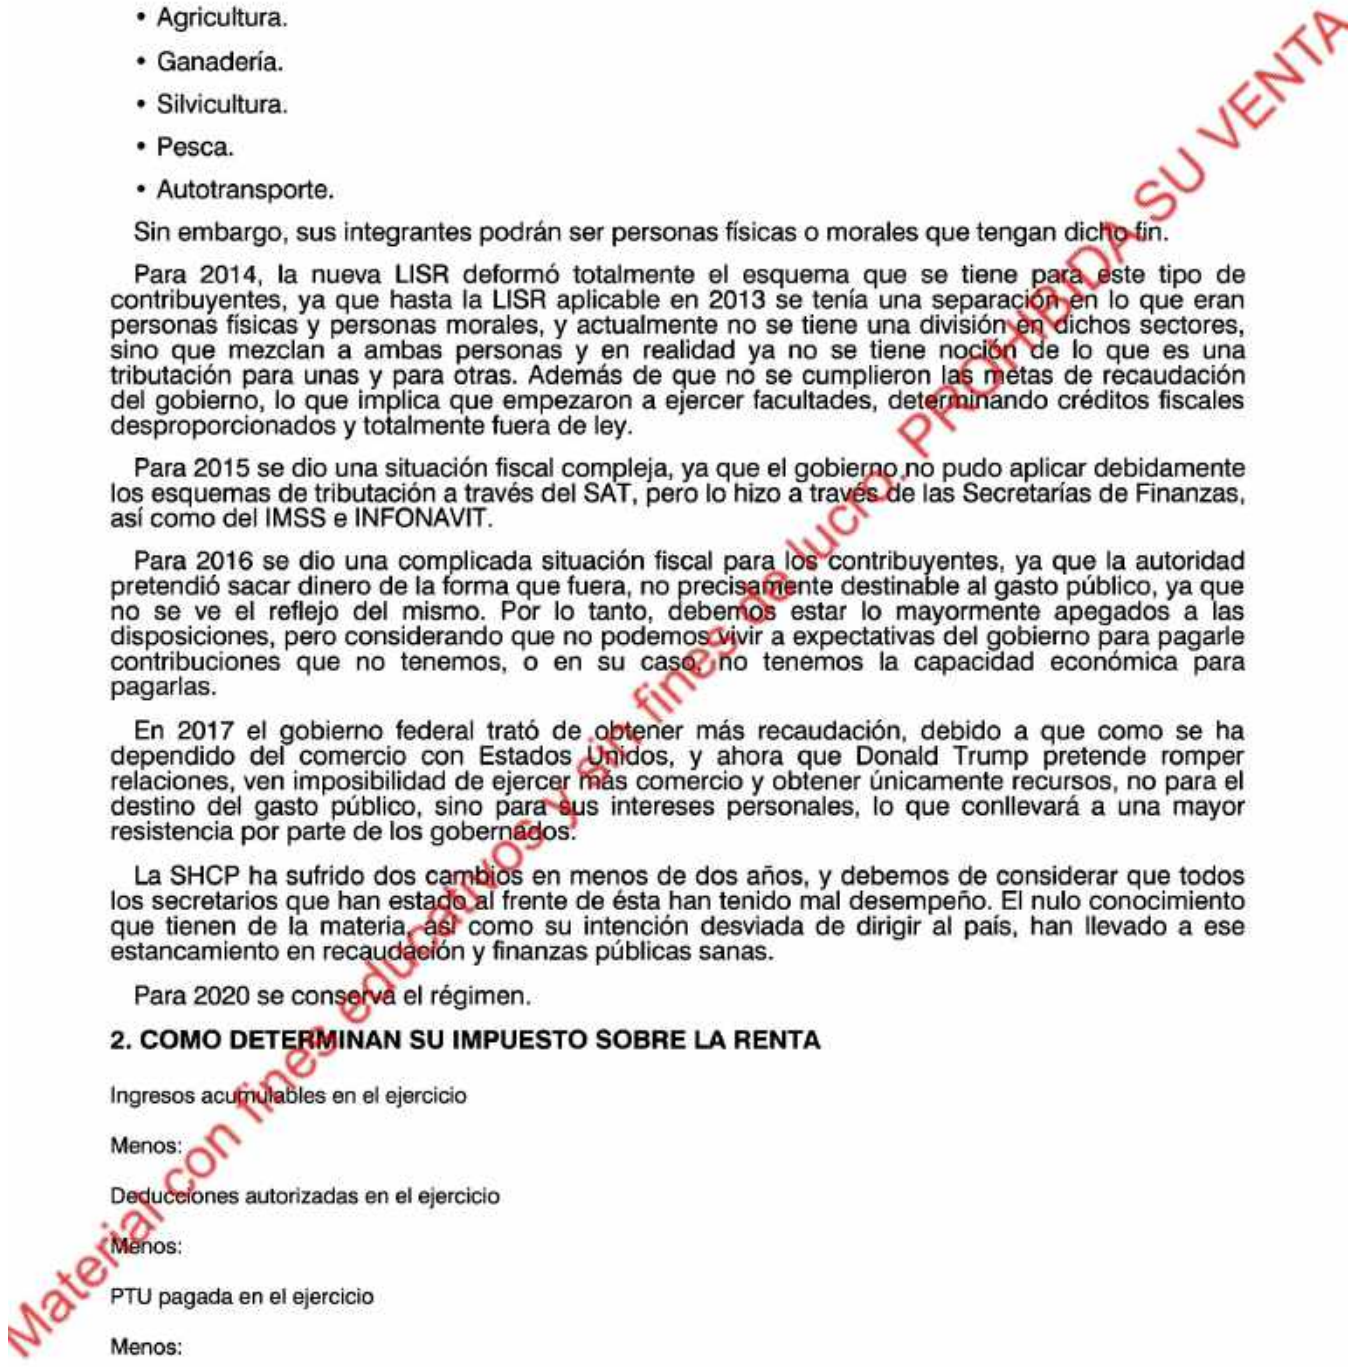 • Agricultura.
• Ganadería.
• Silvicultura.
• Pesca.
• Autotransporte.
Sin embargo, sus integrantes podrán ser personas físicas o morales que tengan dicho fin.
Para 2014, la nueva LISR deformó totalmente el esquema que se tiene para este tipo de
contribuyentes, ya que hasta la LISR aplicable en 2013 se tenía una separación en lo que eran
personas físicas y personas morales, y actualmente no se tiene una división en dichos sectores,
sino que mezclan a ambas personas y en realidad ya no se tiene noción de lo que es una
tributación para unas y para otras. Además de que no se cumplieron las metas de recaudación
del gobierno, lo que implica que empezaron a ejercer facultades, determinando créditos fiscales
desproporcionados y totalmente fuera de ley.
Para 2015 se dio una situación fiscal compleja, ya que el gobierno no pudo aplicar debidamente
los esquemas de tributación a través del SAT, pero lo hizo a través de las Secretarías de Finanzas,
así como del IMSS e INFONAVIT.
Para 2016 se dio una complicada situación fiscal para los contribuyentes, ya que la autoridad
pretendió sacar dinero de la forma que fuera, no precisamente destinable al gasto público, ya que
no se ve el reflejo del mismo. Por lo tanto, debemos estar lo mayormente apegados a las
disposiciones, pero considerando que no podemos vivir a expectativas del gobierno para pagarle
contribuciones que no tenemos, o en su caso, no tenemos la capacidad económica para
pagarlas.
En 2017 el gobierno federal trató de obtener más recaudación, debido a que como se ha
dependido del comercio con Estados Unidos, y ahora que Donald Trump pretende romper
relaciones, ven imposibilidad de ejercer más comercio y obtener únicamente recursos, no para el
destino del gasto público, sino para sus intereses personales, lo que conllevará a una mayor
resistencia por parte de los gobernados.
La SHCP ha sufrido dos cambios en menos de dos años, y debemos de considerar que todos
los secretarios que han estado al frente de ésta han tenido mal desempeño. El nulo conocimiento
que tienen de la materia, así como su intención desviada de dirigir al país, han llevado a ese
estancamiento en recaudación y finanzas públicas sanas.
Para 2020 se conserva el régimen.
2. COMO DETERMINAN SU IMPUESTO SOBRE LA RENTA
Ingresos acumulables en el ejercicio
Menos:
Deducciones autorizadas en el ejercicio
Menos:
PTU pagada en el ejercicio
Menos:
Material con fines educativos y sin fines de lucro. PROHIBIDA SU VENTA